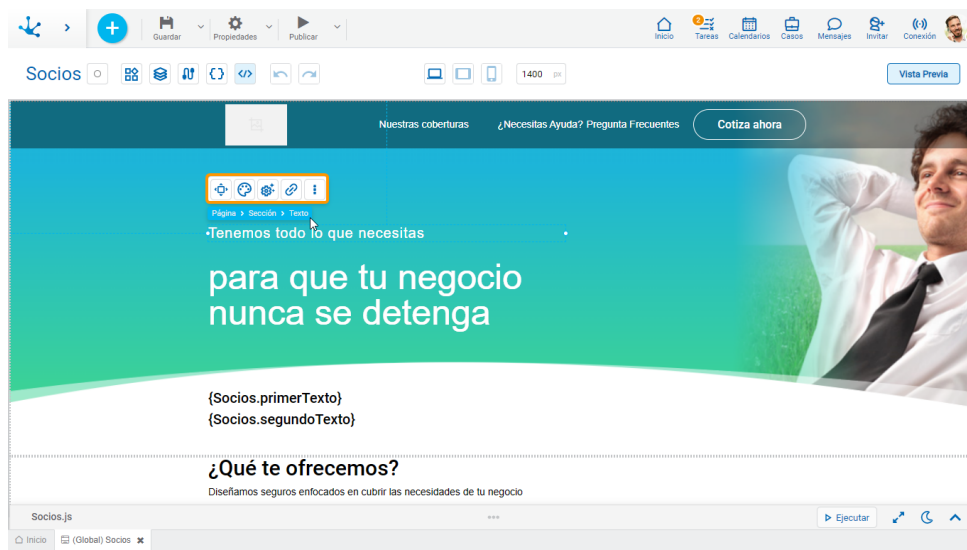 Guardar
Propiedades
Publicar
Inicio
2
Tareas
Calendarios
Casos
Mensajes
Invitar
Conexión
Socios
1400 px
Vista Previa
Nuestras coberturas
¿Necesitas Ayuda? Pregunta Frecuentes
Cotiza ahora
Página > Sección > Texto
Tenemos todo lo que necesitas
para que tu negocio
nunca se detenga
{Socios.primerTexto}
{Socios.segundoTexto}
¿Qué te ofrecemos?
Diseñamos seguros enfocados en cubrir las necesidades de tu negocio
Socios.js
Ejecutar
Inicio
(Global) Socios